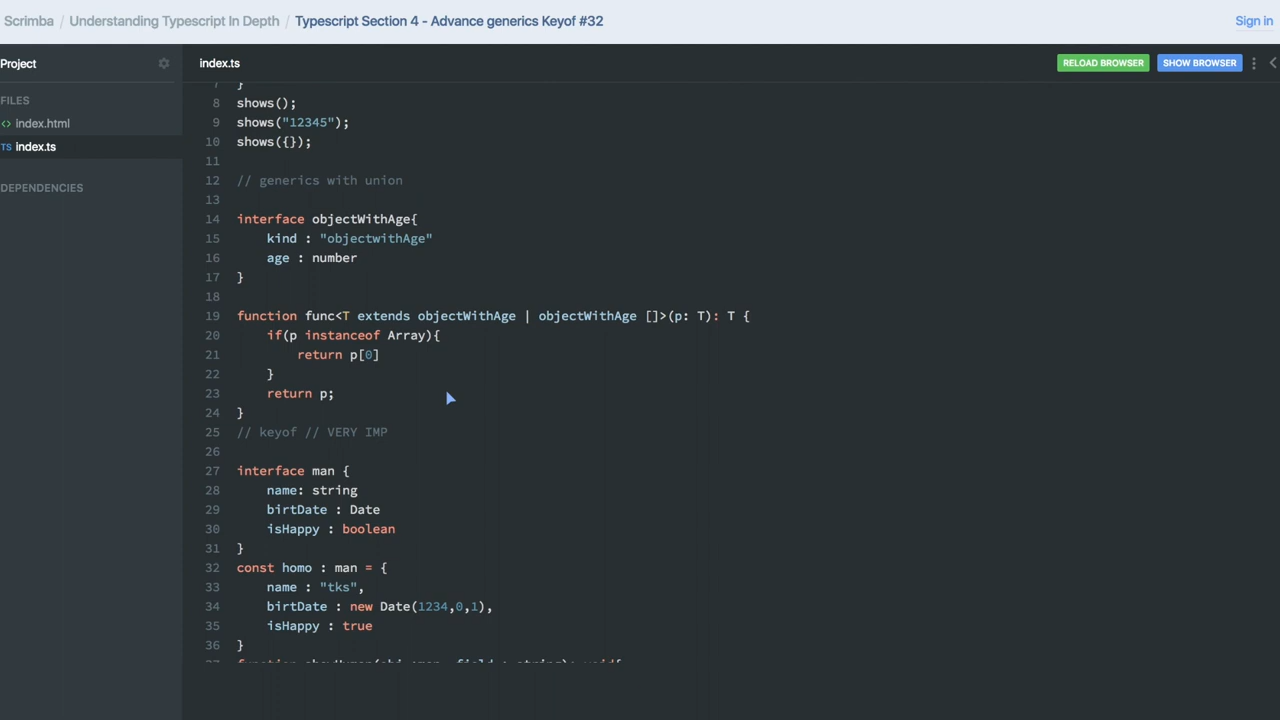 Scrimba / Understanding Typescript In Depth / Typescript Section 4 - Advance generics Keyof #32
Sign in
Project
index.ts
RELOAD BROWSER
SHOW BROWSER
FILES
<> index.html
TS index.ts
DEPENDENCIES
7 }
8 shows();
9 shows("12345");
10 shows({});
11
12 // generics with union
13
14 interface objectWithAge{
15 kind : "objectwithAge"
16 age : number
17 }
18
19 function func<T extends objectWithAge | objectWithAge []>(p: T): T {
20 if(p instanceof Array){
21 return p[0]
22 }
23 return p;
24 }
25 // keyof // VERY IMP
26
27 interface man {
28 name: string
29 birtDate : Date
30 isHappy : boolean
31 }
32 const homo : man = {
33 name : "tks",
34 birtDate : new Date(1234,0,1),
35 isHappy : true
36 }